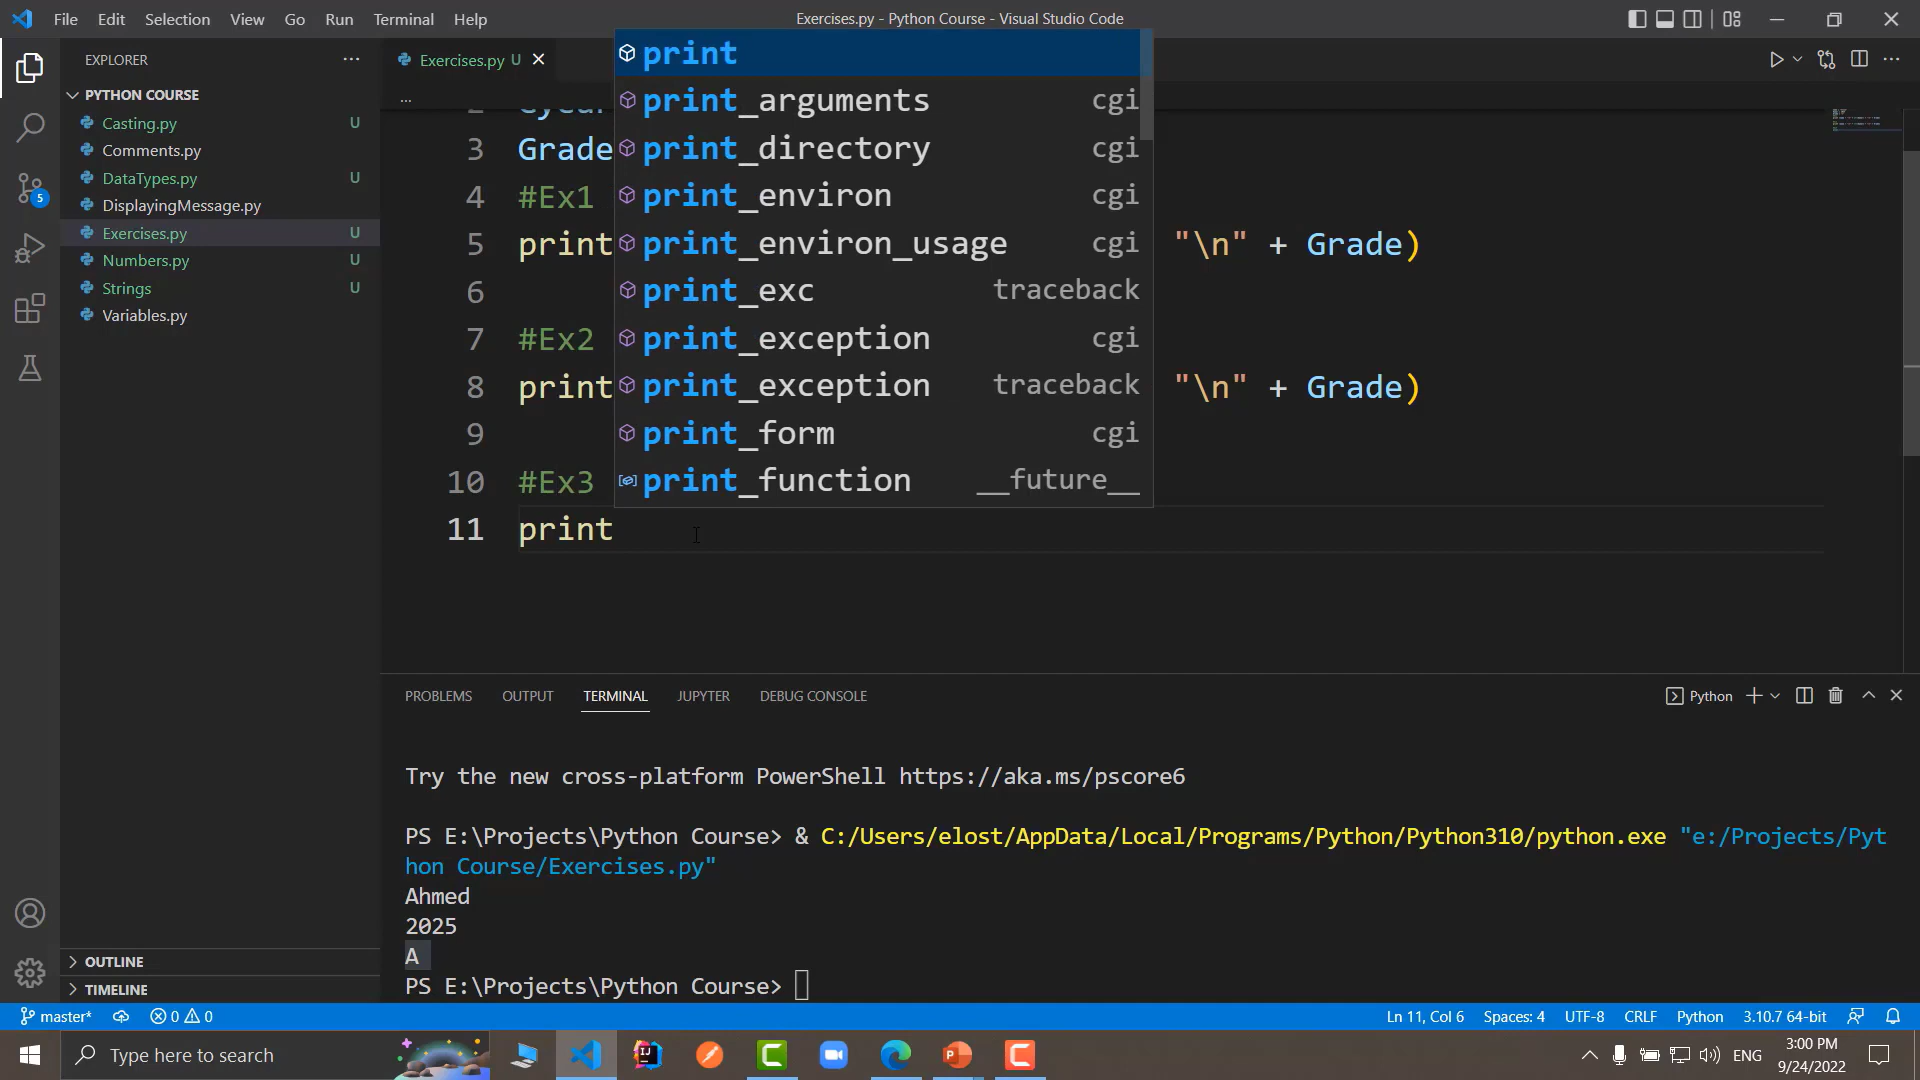 File Edit Selection View Go Run Terminal Help
Exercises.py - Python Course - Visual Studio Code
EXPLORER
PYTHON COURSE
Casting.py U
Comments.py
DataTypes.py U
DisplayingMessage.py
Exercises.py U
Numbers.py U
Strings U
Variables.py
OUTLINE
TIMELINE
5
Exercises.py U
...
3 Grade
4 #Ex1
5 print "\n" + Grade)
6
7 #Ex2
8 print "\n" + Grade)
9
10 #Ex3
11 print
print
print_arguments cgi
print_directory cgi
print_environ cgi
print_environ_usage cgi
print_exc traceback
print_exception cgi
print_exception traceback
print_form cgi
print_function __future__
PROBLEMS OUTPUT TERMINAL JUPYTER DEBUG CONSOLE
Python
Try the new cross-platform PowerShell https://aka.ms/pscore6
PS E:\Projects\Python Course> & C:/Users/elost/AppData/Local/Programs/Python/Python310/python.exe "e:/Projects/Pyt
hon Course/Exercises.py"
Ahmed
2025
A
PS E:\Projects\Python Course>
master* 0 0 Ln 11, Col 6 Spaces: 4 UTF-8 CRLF Python 3.10.7 64-bit
Type here to search
ENG
3:00 PM
9/24/2022